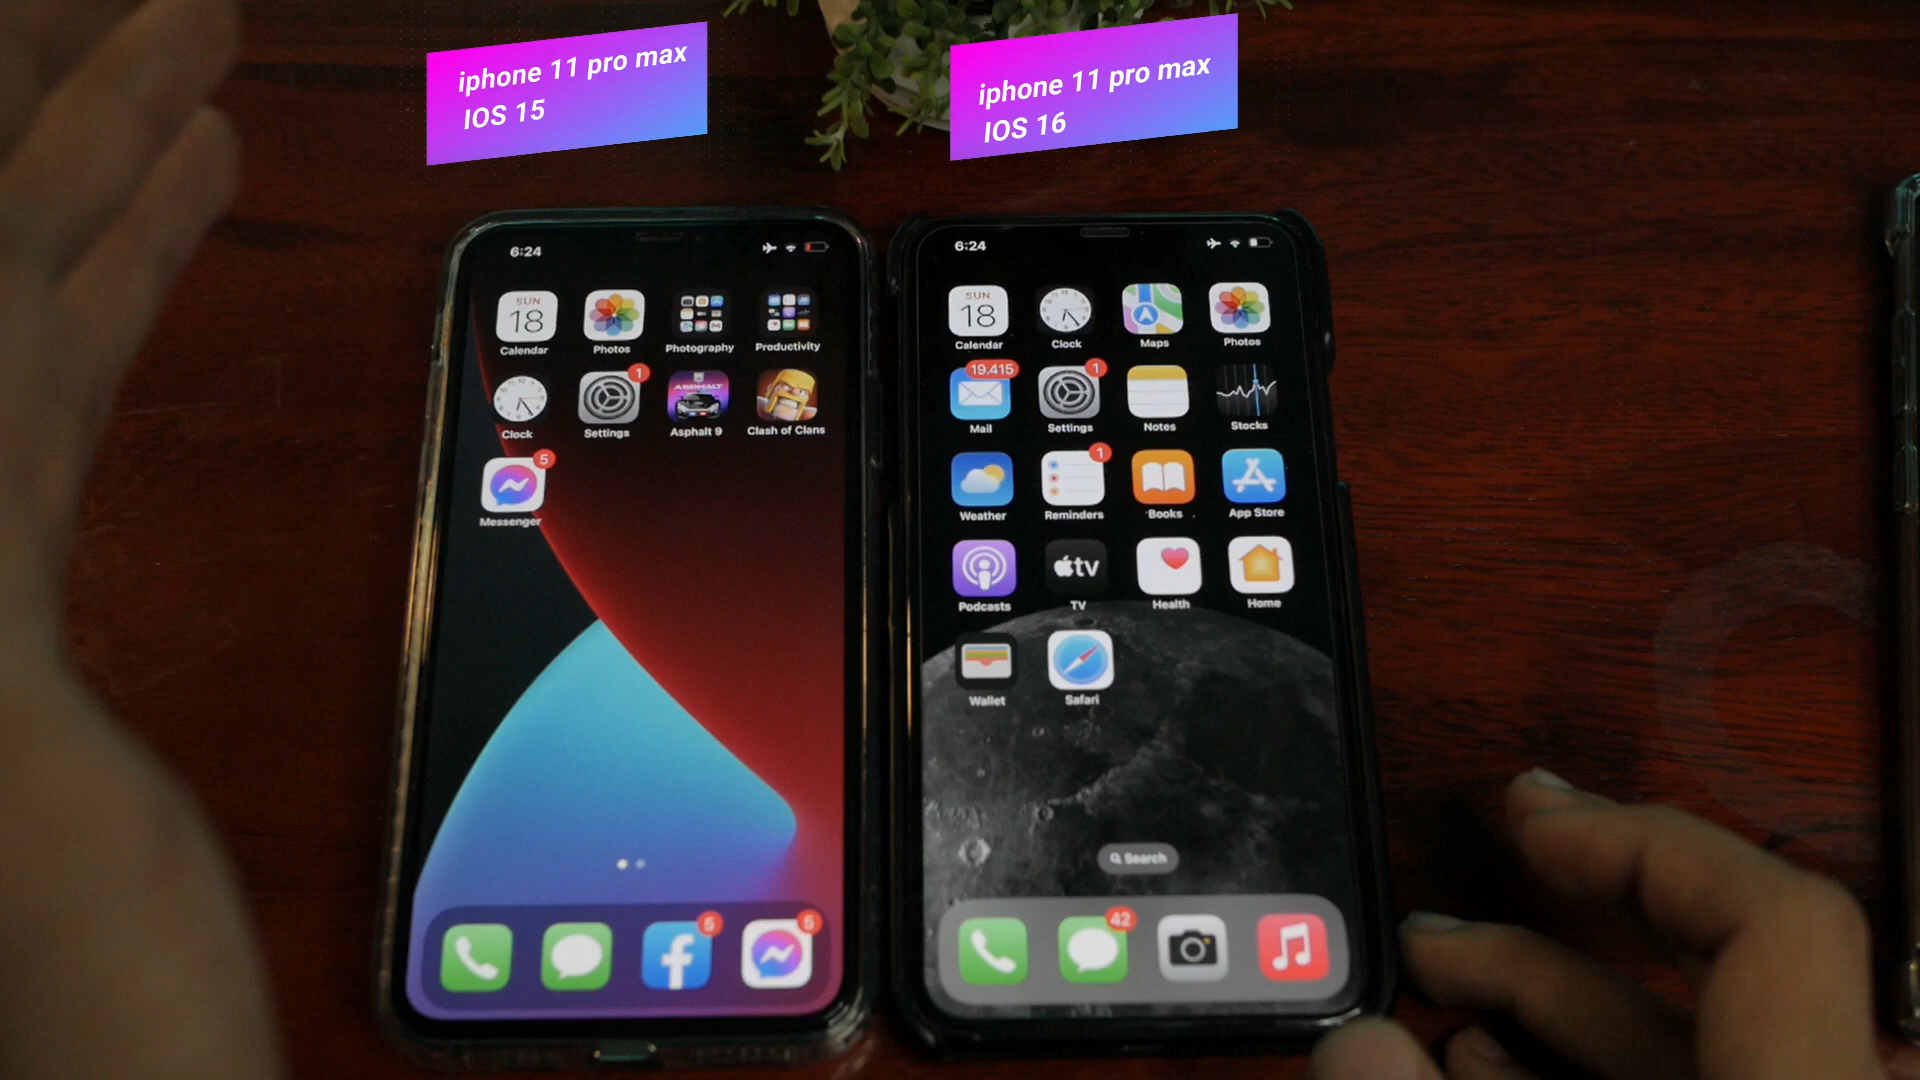 iphone 11 pro max
IOS 15
iphone 11 pro max
IOS 16
6:24
SUN
18
Calendar
Photos
Photography
Productivity
1
ASPHALT
Clock
Settings
Asphalt 9
Clash of Clans
5
Messenger
5
5
6:24
SUN
18
Calendar
Clock
Maps
Photos
19,415
1
Mail
Settings
Notes
Stocks
1
Weather
Reminders
Books
App Store
tv
Podcasts
TV
Health
Home
Wallet
Safari
Search
42